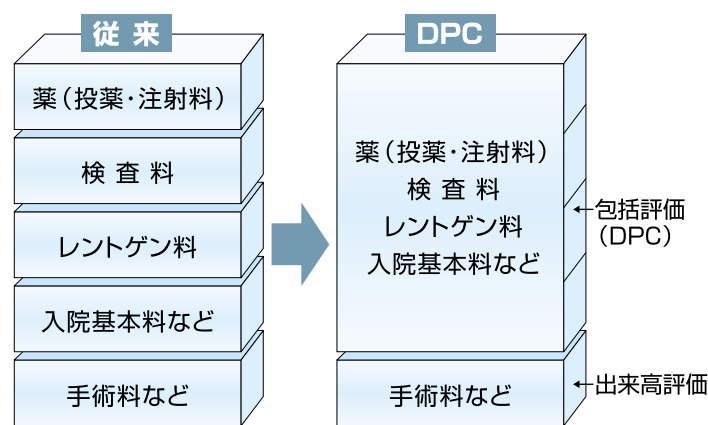 従来
薬（投薬・注射料）
検査料
レントゲン料
入院基本料など
手術料など
DPC
薬（投薬・注射料）
検査料
レントゲン料
入院基本料など
手術料など
包括評価
（DPC）
出来高評価